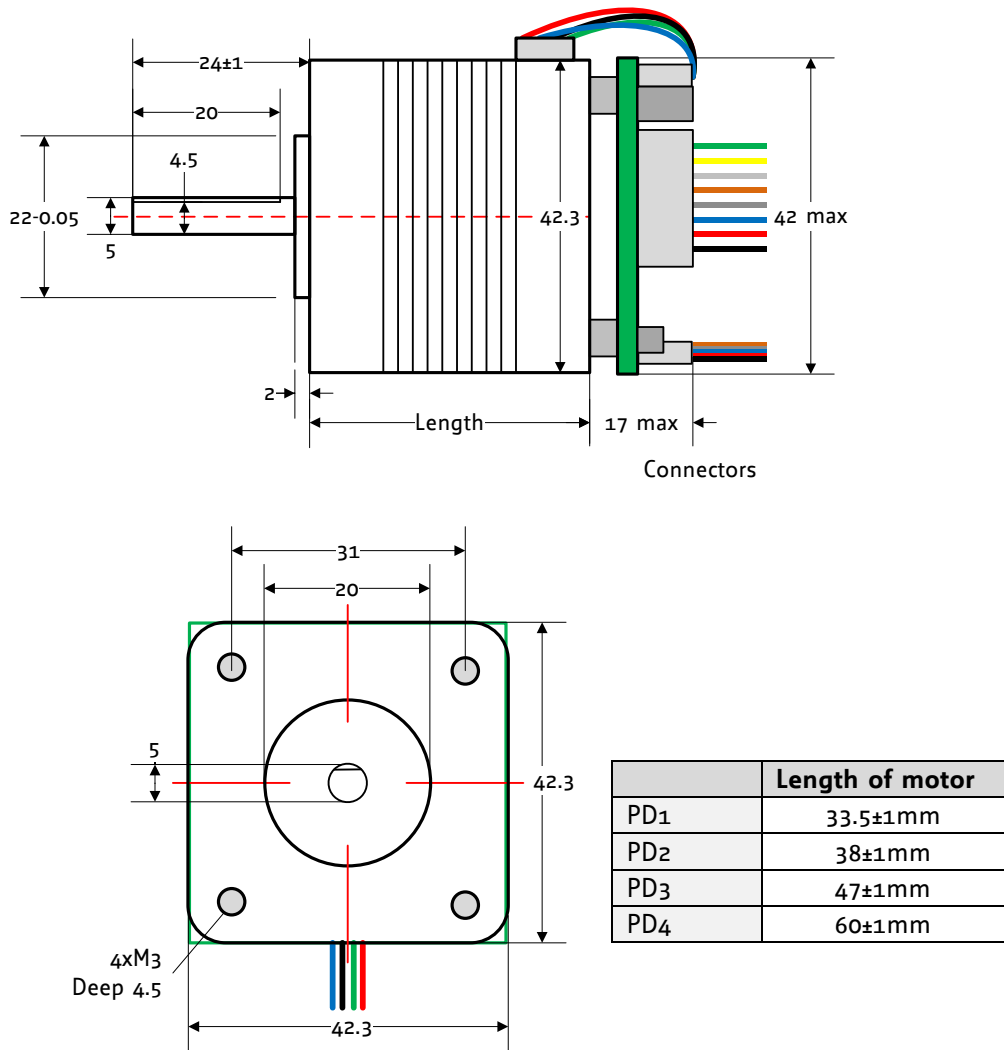 24±1
20
4.5
22-0.05
5
42.3
42 max
2
Length
17 max
Connectors
31
20
5
42.3
4xM3
Deep 4.5
42.3
Length of motor
PD1 33.5±1mm
PD2 38±1mm
PD3 47±1mm
PD4 60±1mm